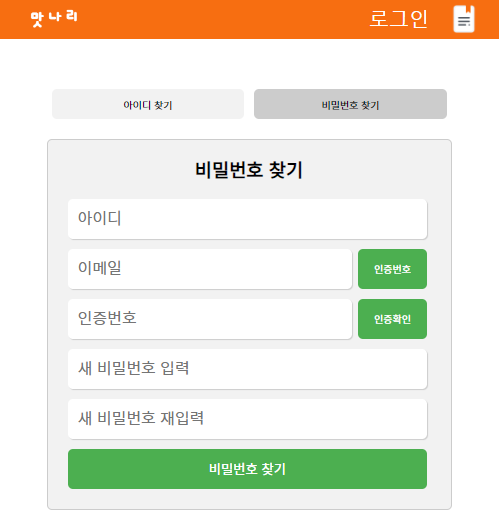 맛나리
로그인
아이디 찾기
비밀번호 찾기
비밀번호 찾기
아이디
이메일
인증번호
인증번호
인증확인
새 비밀번호 입력
새 비밀번호 재입력
비밀번호 찾기